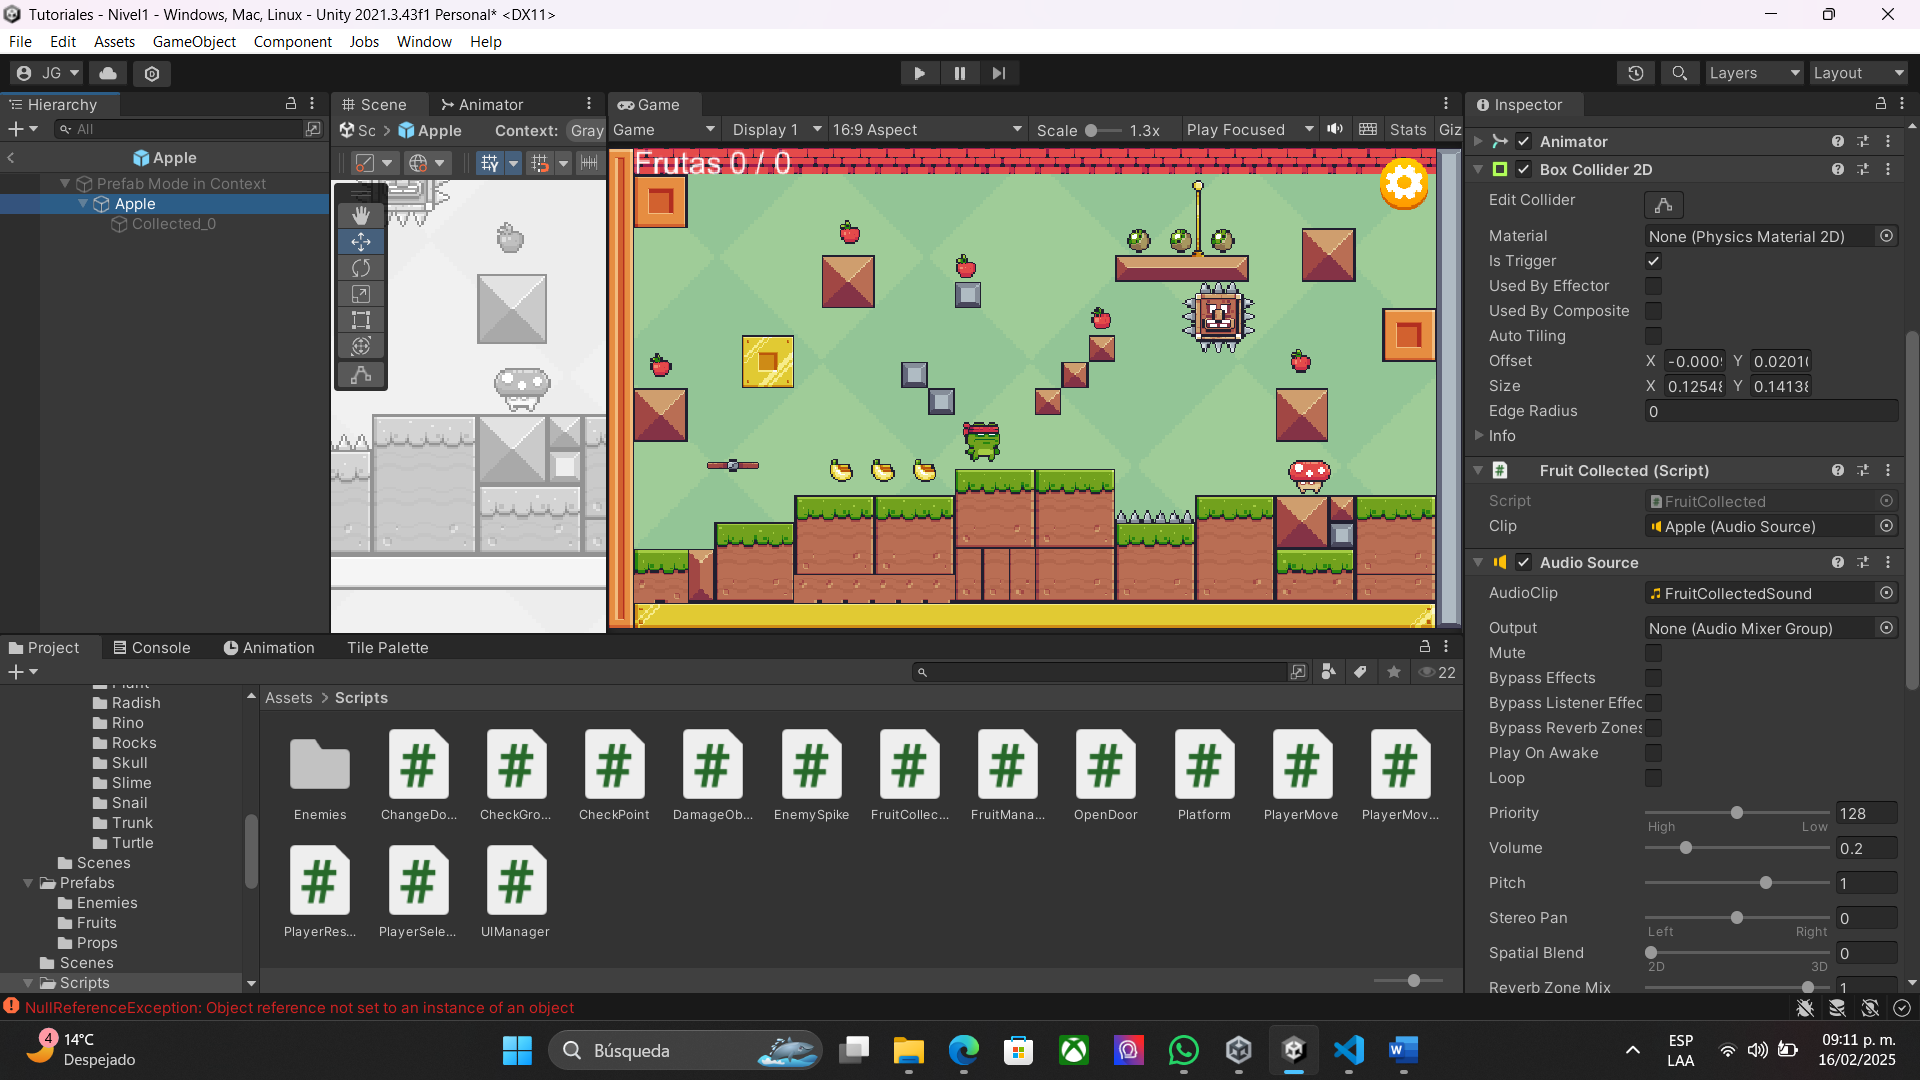 Tutoriales - Nivel1 - Windows, Mac, Linux - Unity 2021.3.43f1 Personal* <DX11>
File Edit Assets GameObject Component Jobs Window Help
JG Layers Layout
Hierarchy
All
Apple
Prefab Mode in Context
Apple
Collected_0
Scene Animator
Sc > Apple Context: Gray
Game
Game Display 1 16:9 Aspect Scale 1.3x Play Focused Stats Giz
Frutas 0 / 0
Inspector
Animator
Box Collider 2D
Edit Collider
Material None (Physics Material 2D)
Is Trigger
Used By Effector
Used By Composite
Auto Tiling
Offset X -0.000 Y 0.0201
Size X 0.1254 Y 0.1413
Edge Radius 0
Info
Fruit Collected (Script)
Script FruitCollected
Clip Apple (Audio Source)
Audio Source
AudioClip FruitCollectedSound
Output None (Audio Mixer Group)
Mute
Bypass Effects
Bypass Listener Effec
Bypass Reverb Zones
Play On Awake
Loop
Priority 128
High Low
Volume 0.2
Pitch 1
Stereo Pan 0
Left Right
Spatial Blend 0
2D 3D
Reverb Zone Mix 1
Project Console Animation Tile Palette
22
Plant
Radish
Rino
Rocks
Skull
Slime
Snail
Trunk
Turtle
Scenes
Prefabs
Enemies
Fruits
Props
Scenes
Scripts
Assets > Scripts
Enemies ChangeDo... CheckGro... CheckPoint DamageOb... EnemySpike FruitCollec... FruitMana... OpenDoor Platform PlayerMove PlayerMov...
PlayerRes... PlayerSele... UIManager
NullReferenceException: Object reference not set to an instance of an object
4
14°C
Despejado
Búsqueda
ESP
LAA
09:11 p. m.
16/02/2025